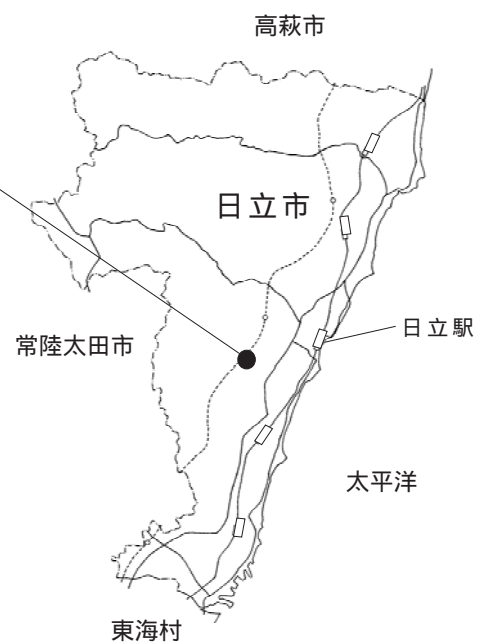 高萩市
日立市
日立駅
常陸太田市
太平洋
東海村